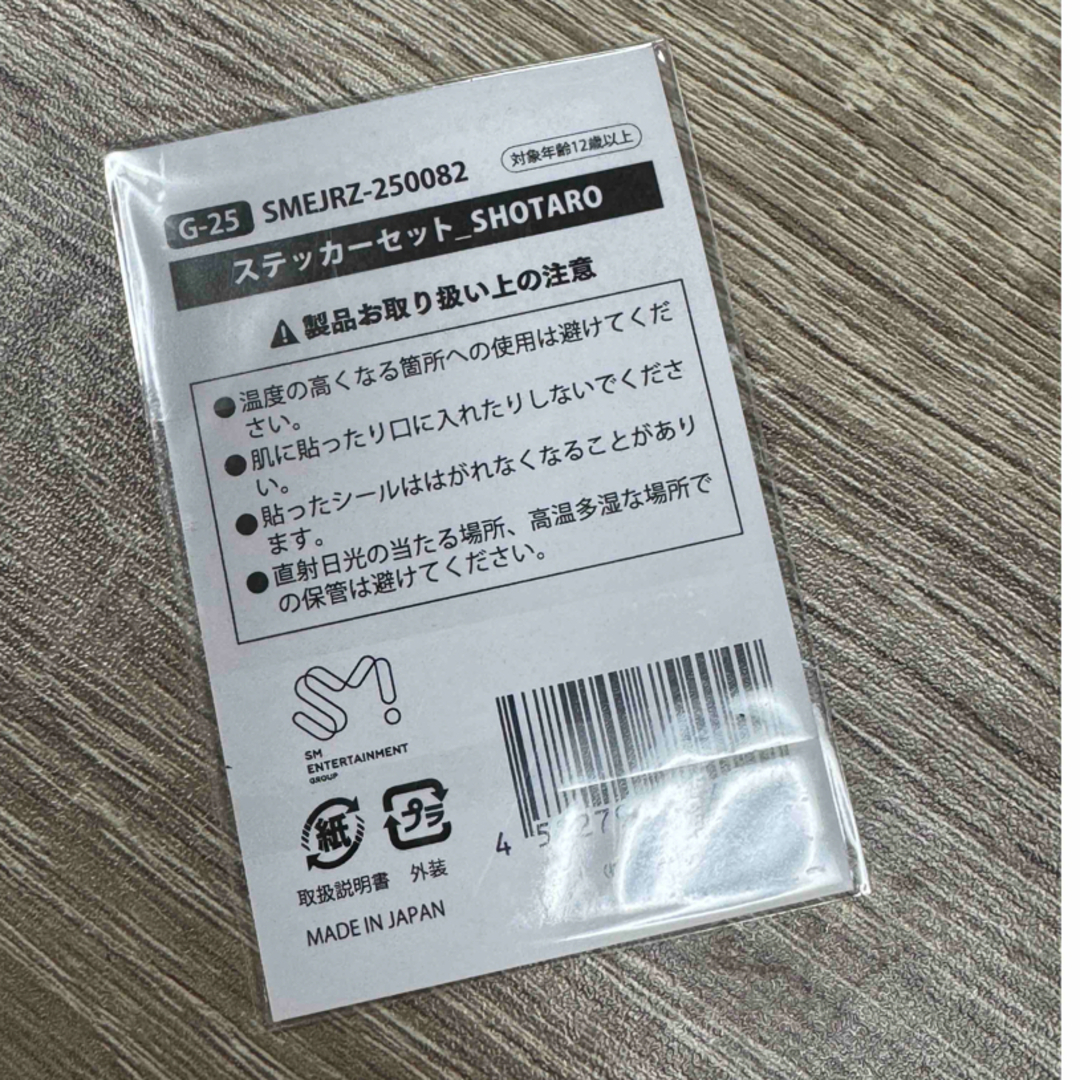 G-25 SMEJRZ-250082 対象年齢12歳以上
ステッカーセット_SHOTARO
製品お取り扱い上の注意
●温度の高くなる箇所への使用は避けてくだ
さい。
●肌に貼ったり口に入れたりしないでくださ
い。
●貼ったシールははがれなくなることがあり
ます。
●直射日光の当たる場所、高温多湿な場所で
の保管は避けてください。
SM
ENTERTAINMENT
GROUP
紙 プラ
取扱説明書 外装
MADE IN JAPAN
4 5